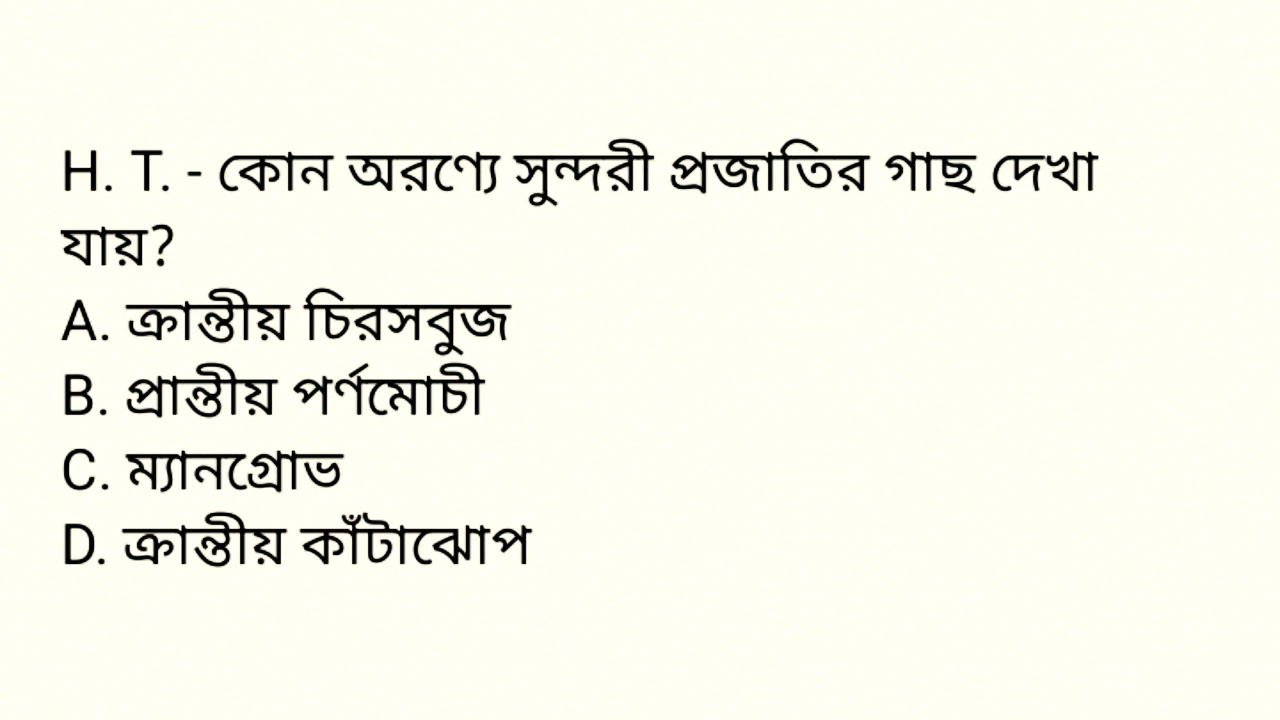 H. T. - কোন অরণ্যে সুন্দরী প্রজাতির গাছ দেখা
যায়?
A. ক্রান্তীয় চিরসবুজ
B. প্রান্তীয় পর্ণমোচী
C. ম্যানগ্রোভ
D. ক্রান্তীয় কাঁটাঝোপ